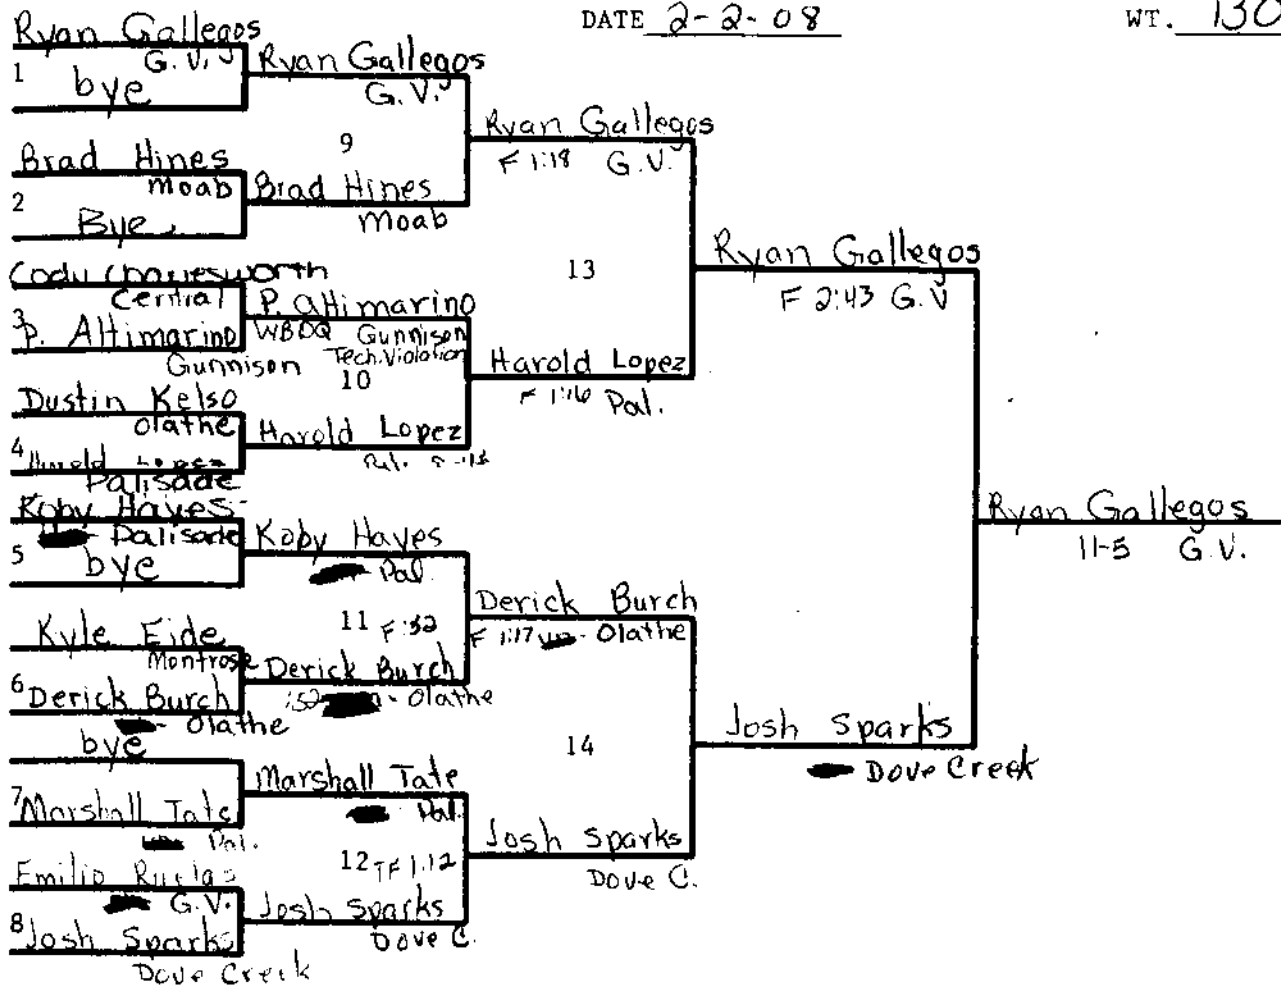 DATE 2-2-08
WT. 130
Ryan Gallegos
G.V.
1
bye
Ryan Gallegos
G.V.
9
Ryan Gallegos
F 1:18 G.V.
Brad Hines
Moab
2
Bye
Brad Hines
Moab
13
Ryan Gallegos
F 2:43 G.V
Cody
Central
3
P. Altimarino
Gunnison
P. Altimarino
WBDQ Gunnison
Tech. Violation
10
Harold Lopez
F 1:16 Pal.
Dustin Kelso
Olathe
4
Harold Lopez
Palisade
Harold Lopez
Pal.
Ryan Gallegos
11-5 G.V.
Koby Hayes
Palisade
5
bye
Koby Hayes
Pal.
11 F :52
Derick Burch
F 1:17 Olathe
Kyle Eide
Montrose
6
Derick Burch
Olathe
Derick Burch
:52 Olathe
14
Josh Sparks
Dove Creek
bye
7
Marshall Tate
Pal.
Marshall Tate
Pal.
12 TF 1:12
Josh Sparks
Dove C.
Emilio
G.V.
8
Josh Sparks
Dove Creek
Josh Sparks
Dove C.